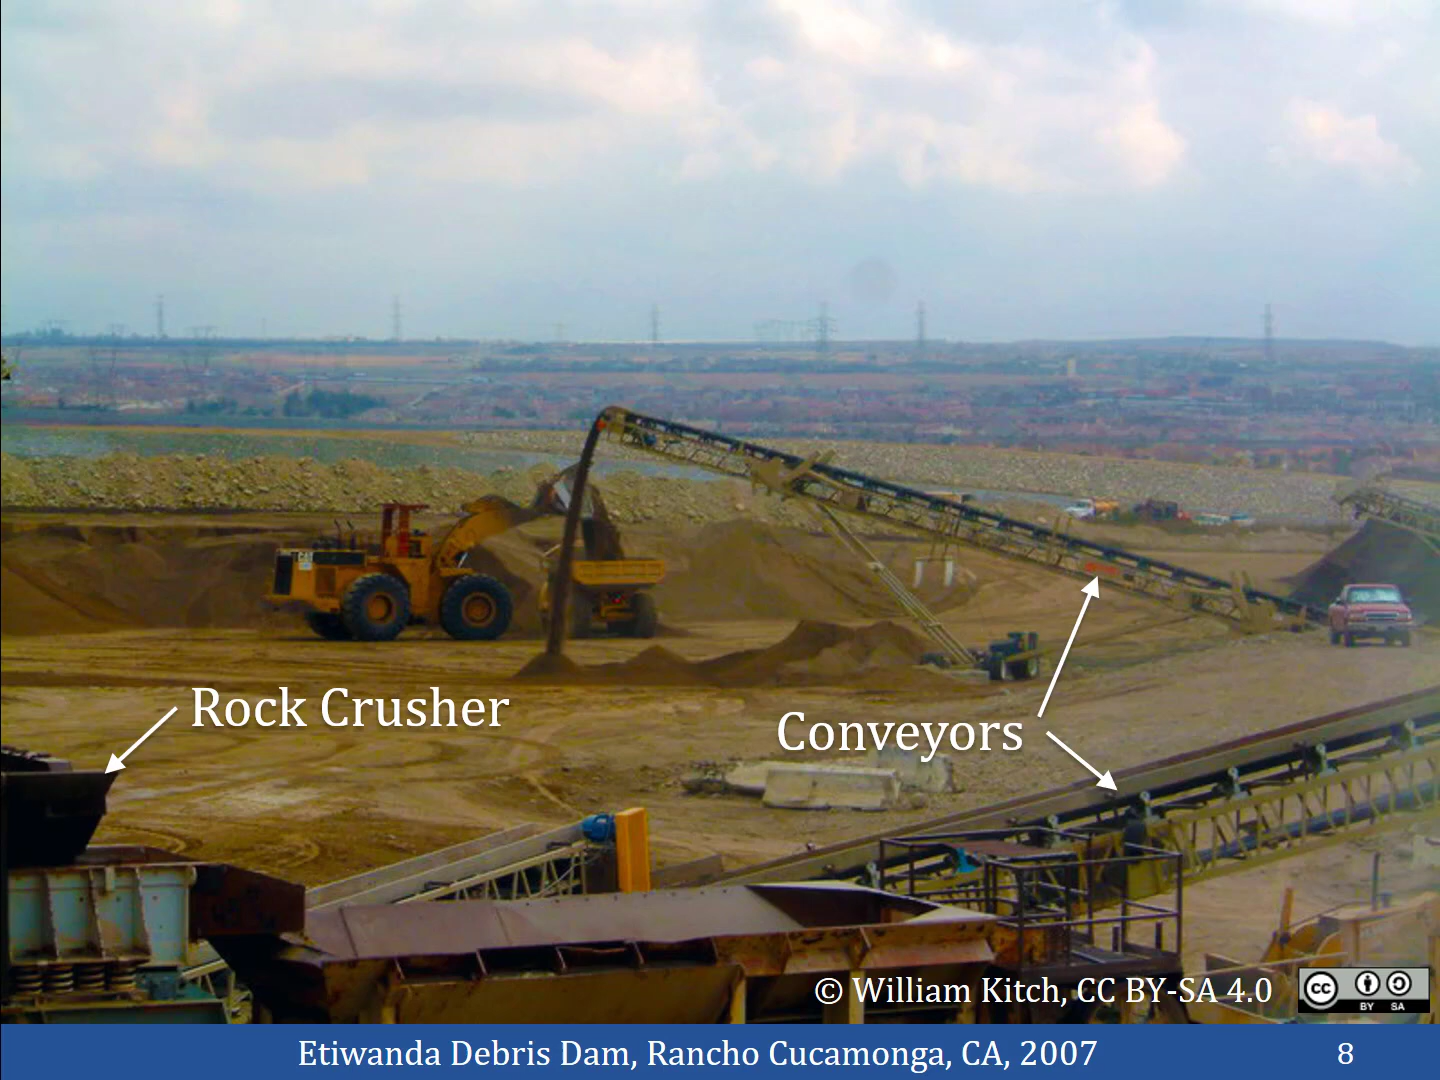 Rock Crusher
Conveyors
© William Kitch, CC BY-SA 4.0
cc
BY SA
Etiwanda Debris Dam, Rancho Cucamonga, CA, 2007
8